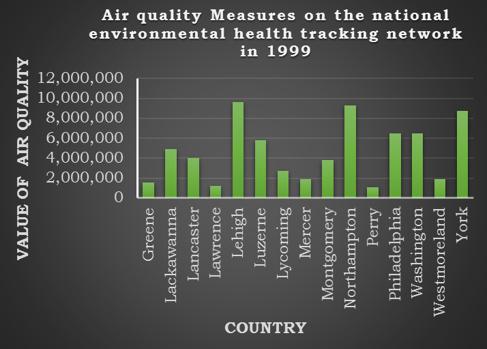 Air quality Measures on the national
environmental health tracking network
in 1999
VALUE OF AIR QUALITY
12,000,000
10,000,000
8,000,000
6,000,000
4,000,000
2,000,000
0
Greene
Lackawanna
Lancaster
Lawrence
Lehigh
Luzerne
Lycoming
Mercer
Montgomery
Northampton
Perry
Philadelphia
Washington
Westmoreland
York
COUNTRY